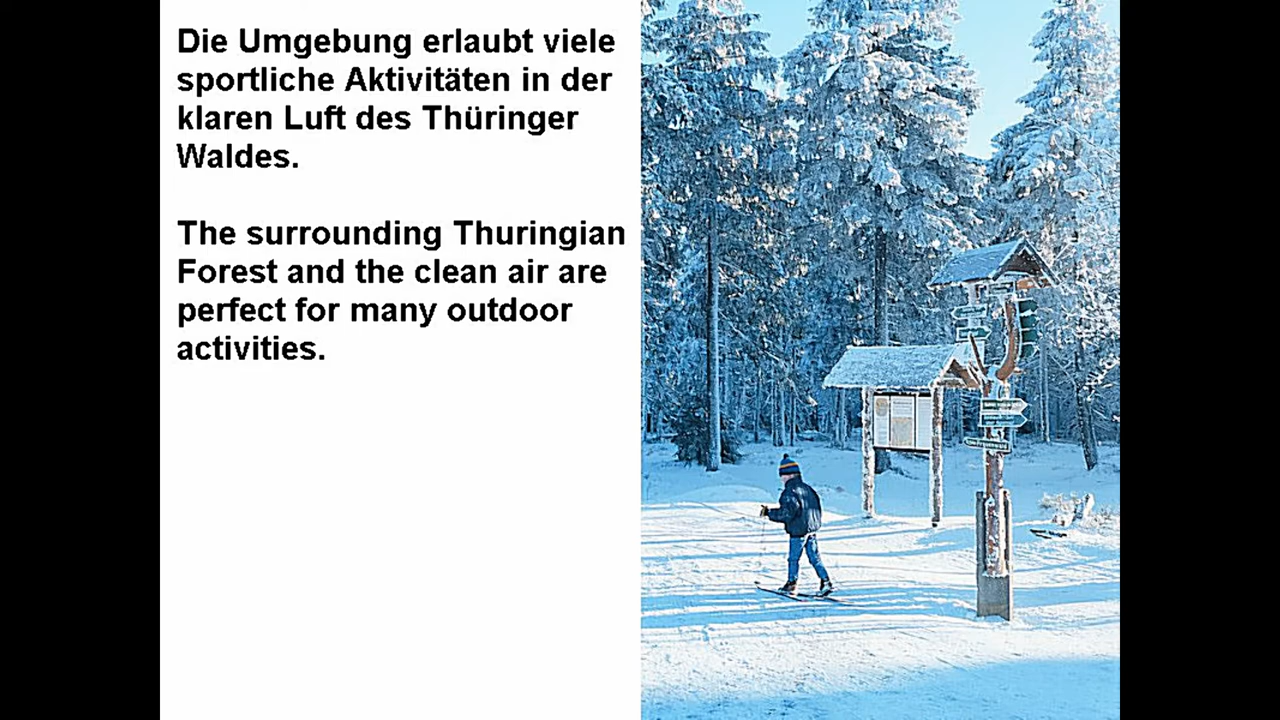 Die Umgebung erlaubt viele
sportliche Aktivitäten in der
klaren Luft des Thüringer
Waldes.
The surrounding Thuringian
Forest and the clean air are
perfect for many outdoor
activities.